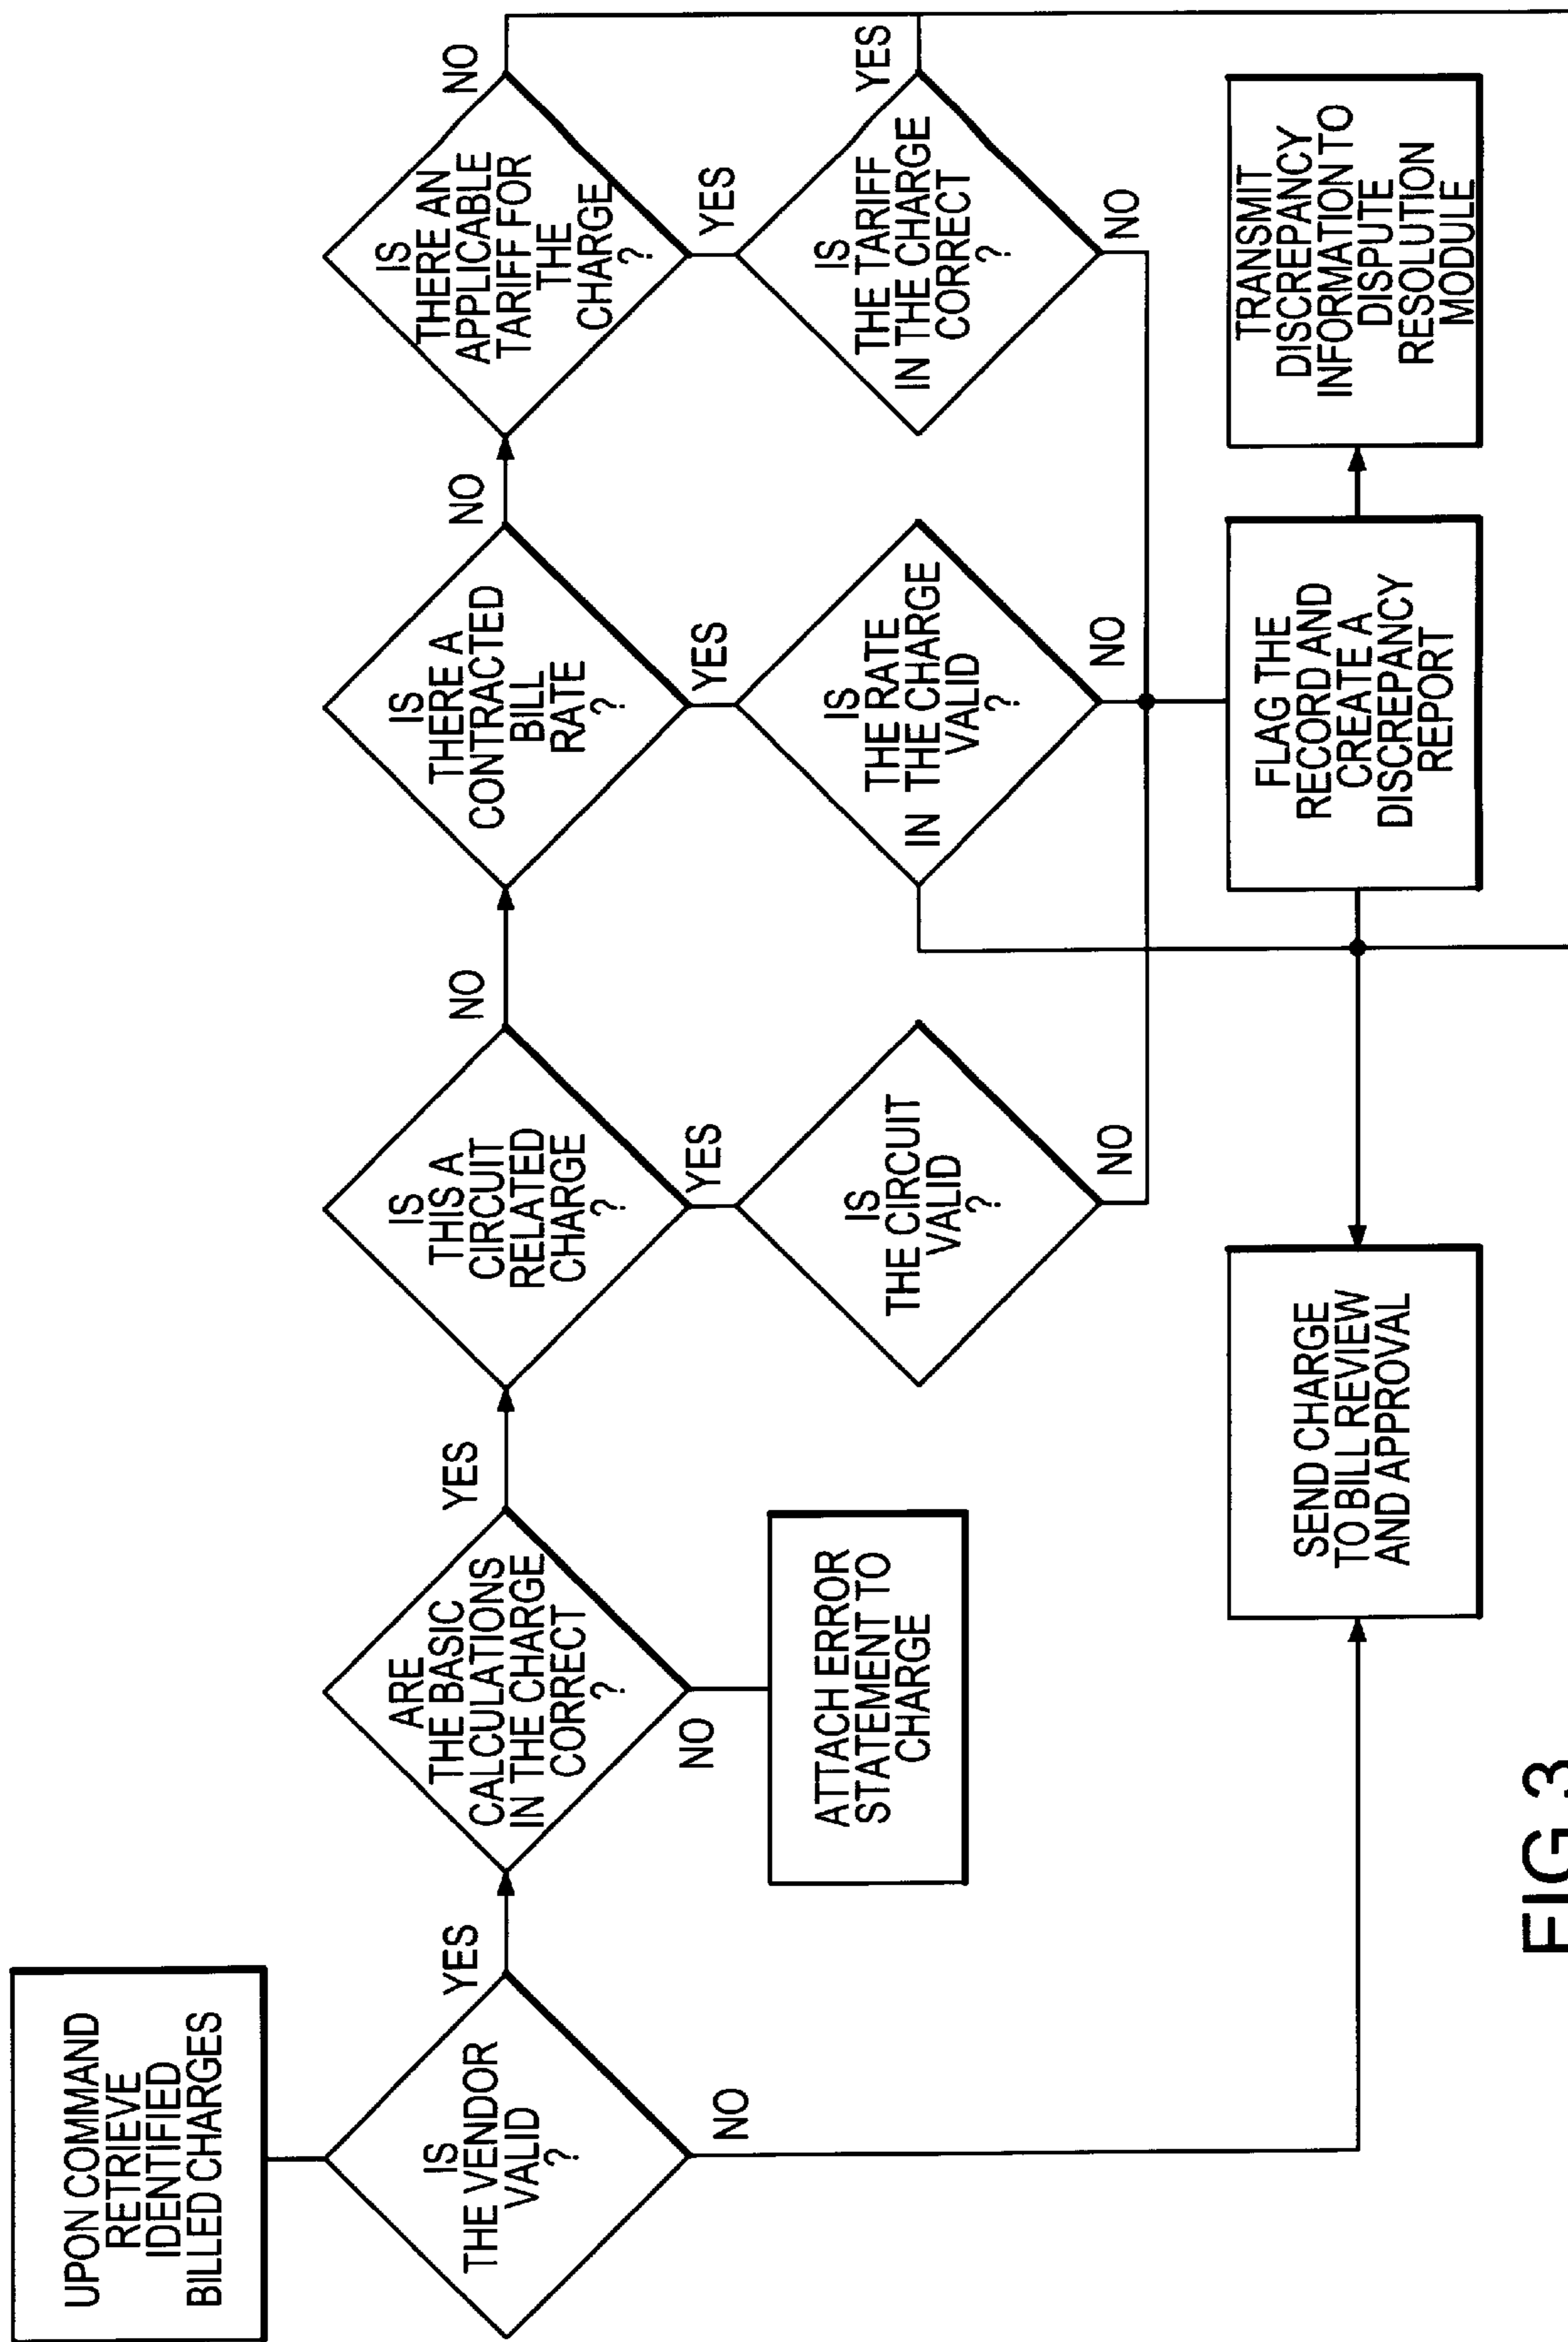 UPON COMMAND
RETRIEVE
IDENTIFIED
BILLED CHARGES
IS
THE VENDOR
VALID
?
YES
NO
ARE
THE BASIC
CALCULATIONS
IN THE CHARGE
CORRECT
?
YES
NO
ATTACH ERROR
STATEMENT TO
CHARGE
IS
THIS A
CIRCUIT
RELATED
CHARGE
?
NO
YES
IS
THE CIRCUIT
VALID
?
NO
IS
THERE A
CONTRACTED
BILL
RATE
?
NO
YES
IS
THE RATE
IN THE CHARGE
VALID
?
NO
IS
THERE AN
APPLICABLE
TARIFF FOR
THE
CHARGE
?
NO
YES
IS
THE TARIFF
IN THE CHARGE
CORRECT
?
YES
NO
SEND CHARGE
TO BILL REVIEW
AND APPROVAL
FLAG THE
RECORD AND
CREATE A
DISCREPANCY
REPORT
TRANSMIT
DISCREPANCY
INFORMATION TO
DISPUTE
RESOLUTION
MODULE
FIG.3